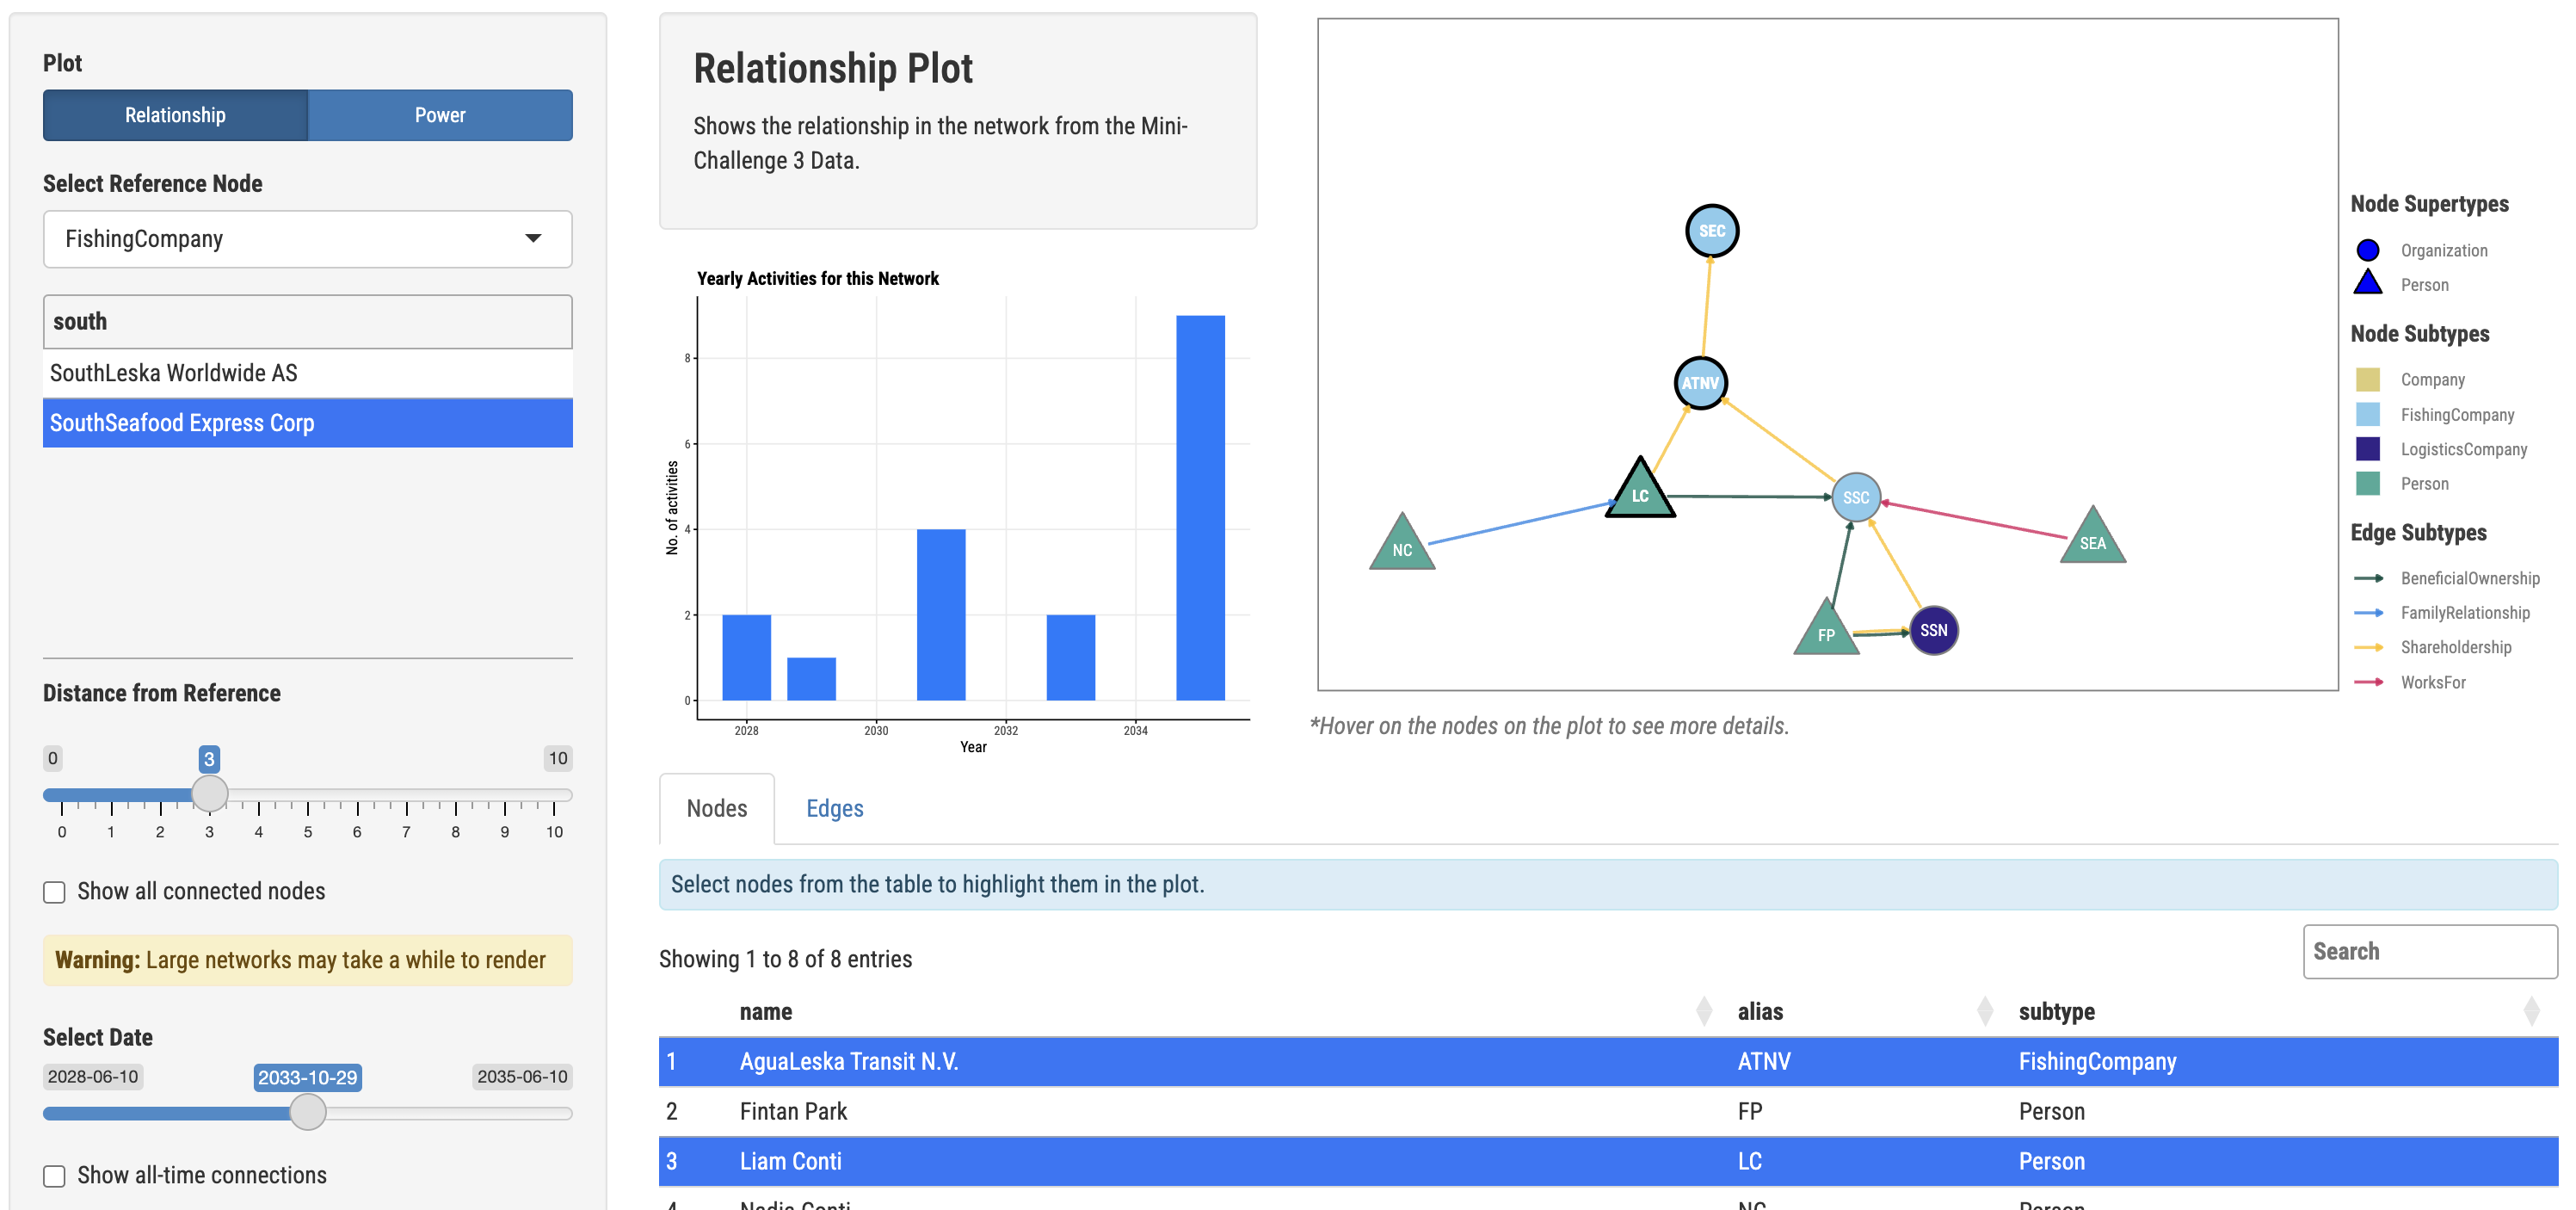 Plot
Relationship
Power
Select Reference Node
FishingCompany
south
SouthLeska Worldwide AS
SouthSeafood Express Corp
Distance from Reference
0
3
10
0 1 2 3 4 5 6 7 8 9 10
Show all connected nodes
Warning: Large networks may take a while to render
Select Date
2028-06-10
2033-10-29
2035-06-10
Show all-time connections
Relationship Plot
Shows the relationship in the network from the Mini-
Challenge 3 Data.
Yearly Activities for this Network
No. of activities
8
6
4
2
0
2028 2030 2032 2034
Year
SEC
ATNV
LC
SSC
NC
SEA
FP
SSN
Node Supertypes
Organization
Person
Node Subtypes
Company
FishingCompany
LogisticsCompany
Person
Edge Subtypes
BeneficialOwnership
FamilyRelationship
Shareholdership
WorksFor
*Hover on the nodes on the plot to see more details.
Nodes
Edges
Select nodes from the table to highlight them in the plot.
Showing 1 to 8 of 8 entries
Search
name alias subtype
1 AguaLeska Transit N.V. ATNV FishingCompany
2 Fintan Park FP Person
3 Liam Conti LC Person
4 Nadia Conti NC Person